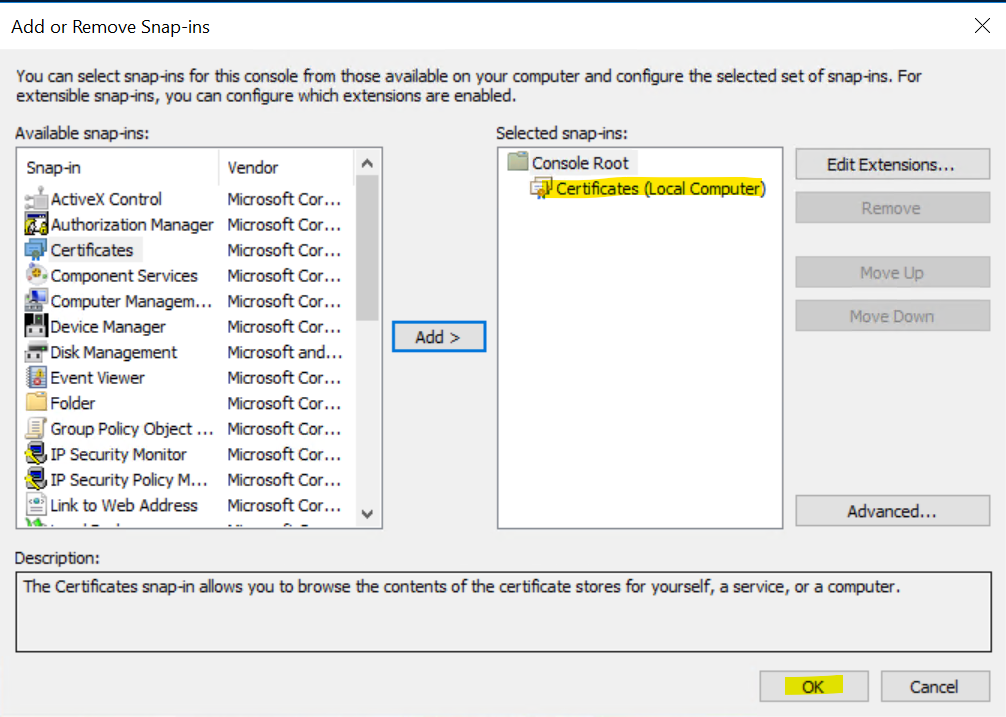 Add or Remove Snap-ins
You can select snap-ins for this console from those available on your computer and configure the selected set of snap-ins. For
extensible snap-ins, you can configure which extensions are enabled.
Available snap-ins:
Snap-in Vendor
ActiveX Control Microsoft Cor...
Authorization Manager Microsoft Cor...
Certificates Microsoft Cor...
Component Services Microsoft Cor...
Computer Managem... Microsoft Cor...
Device Manager Microsoft Cor...
Disk Management Microsoft and...
Event Viewer Microsoft Cor...
Folder Microsoft Cor...
Group Policy Object ... Microsoft Cor...
IP Security Monitor Microsoft Cor...
IP Security Policy M... Microsoft Cor...
Link to Web Address Microsoft Cor...
Add >
Selected snap-ins:
Console Root
Certificates (Local Computer)
Edit Extensions...
Remove
Move Up
Move Down
Advanced...
Description:
The Certificates snap-in allows you to browse the contents of the certificate stores for yourself, a service, or a computer.
OK Cancel